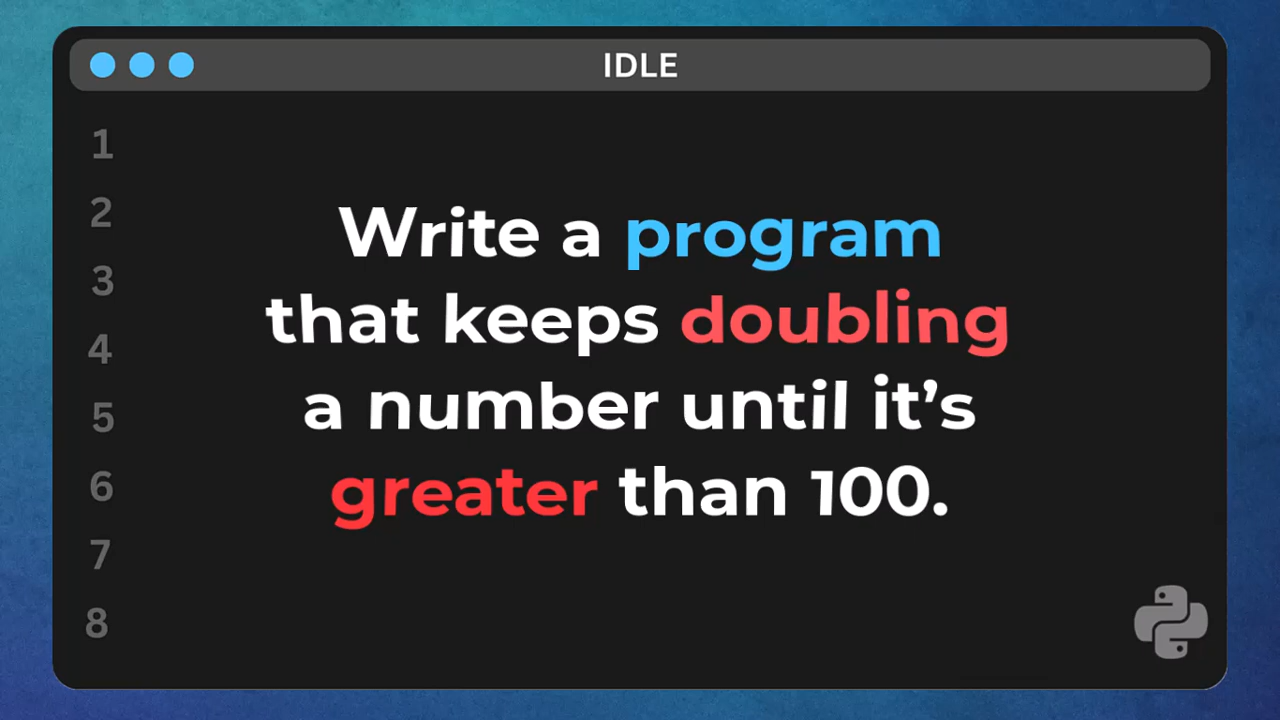 IDLE
1
2
3
4
5
6
7
8
Write a program
that keeps doubling
a number until it’s
greater than 100.